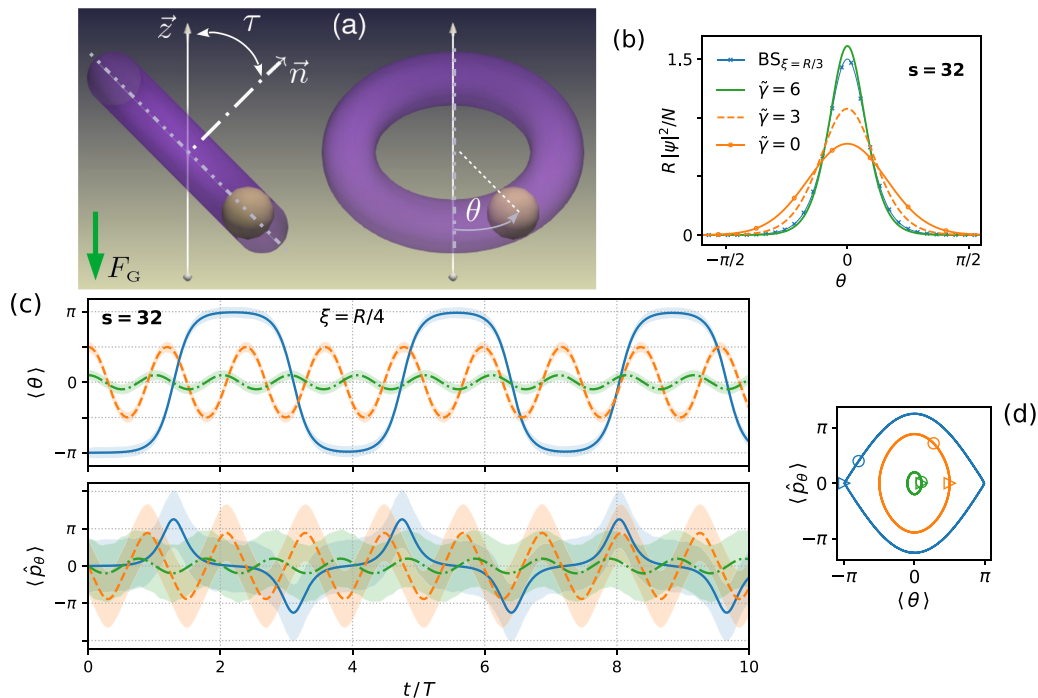 (a)
z⃗
τ
n⃗
θ
F_G
(b)
BS_ξ=R/3
γ̃ = 6
γ̃ = 3
γ̃ = 0
s = 32
1.5
0
R|ψ|²/N
−π/2
0
π/2
θ
(c)
s = 32
ξ = R/4
π
0
−π
⟨θ⟩
π
0
−π
⟨p̂_θ⟩
0
2
4
6
8
10
t/T
(d)
π
0
−π
⟨p̂_θ⟩
−π
0
π
⟨θ⟩